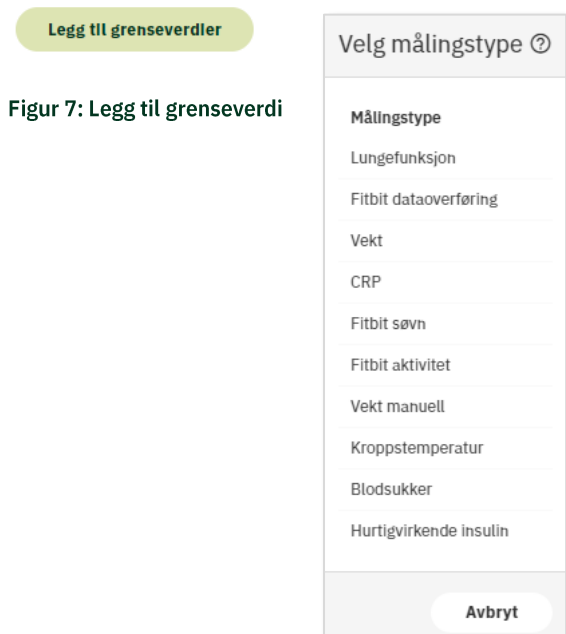 Legg til grenseverdier
Figur 7: Legg til grenseverdi
Velg målingstype
Målingstype
Lungefunksjon
Fitbit dataoverføring
Vekt
CRP
Fitbit søvn
Fitbit aktivitet
Vekt manuell
Kroppstemperatur
Blodsukker
Hurtigvirkende insulin
Avbryt